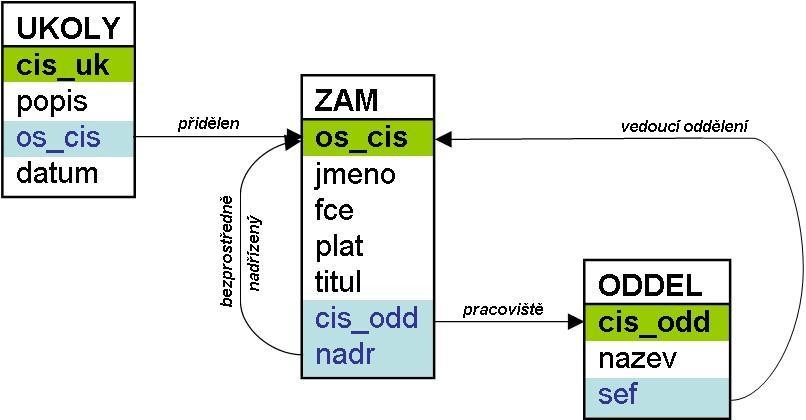 UKOLY
cis_uk
popis
os_cis
datum
přidělen
ZAM
os_cis
jmeno
fce
plat
titul
cis_odd
nadr
bezprostředně
nadřízený
vedoucí oddělení
pracoviště
ODDEL
cis_odd
nazev
sef